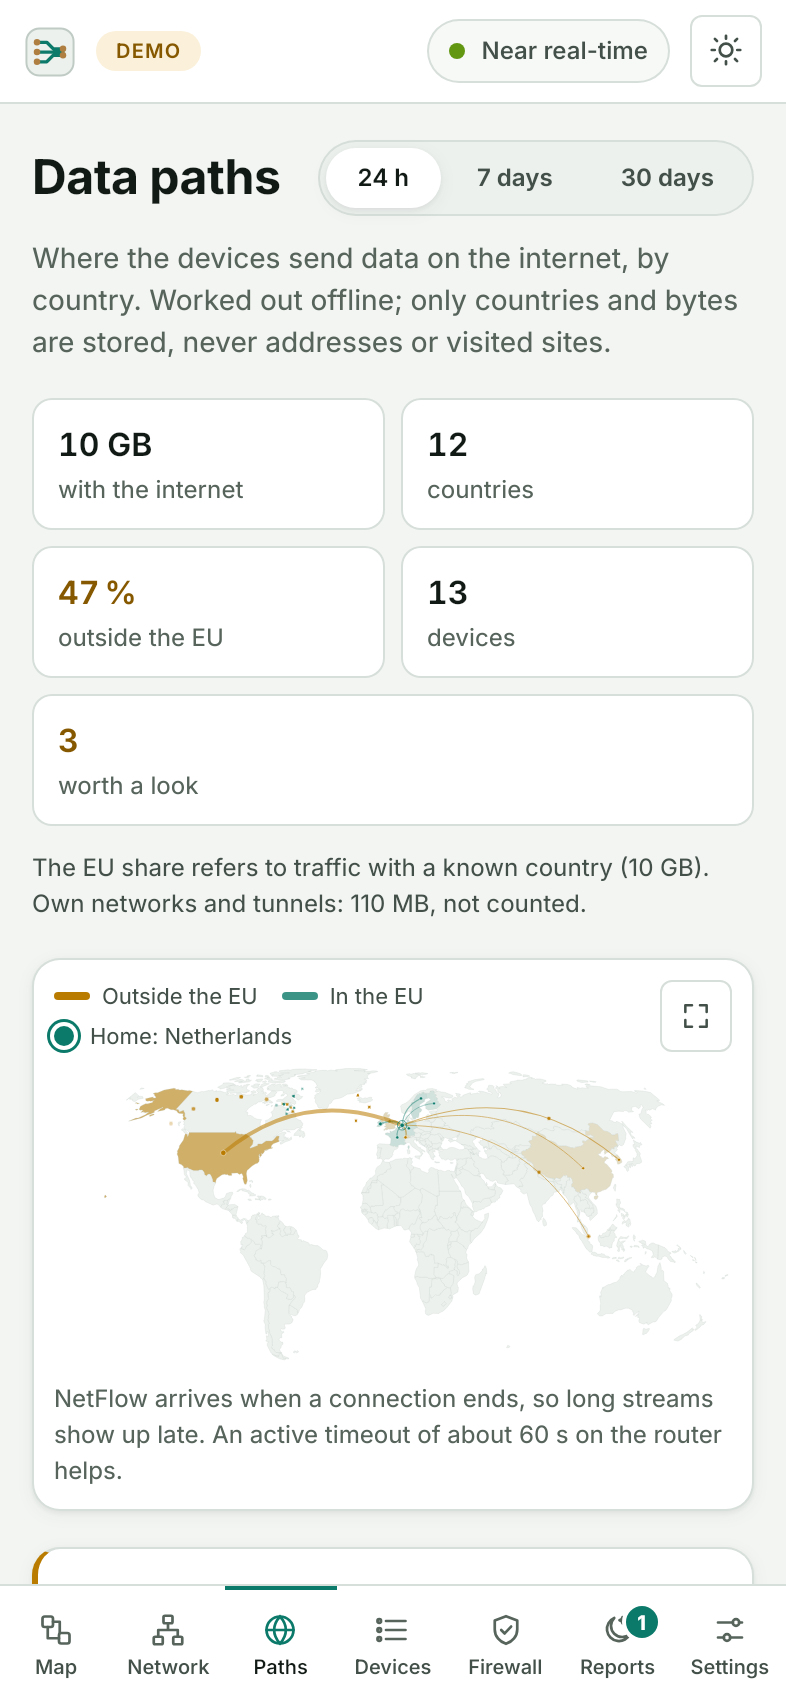 DEMO
Near real-time
Data paths
24 h
7 days
30 days
Where the devices send data on the internet, by
country. Worked out offline; only countries and bytes
are stored, never addresses or visited sites.
10 GB
with the internet
12
countries
47 %
outside the EU
13
devices
3
worth a look
The EU share refers to traffic with a known country (10 GB).
Own networks and tunnels: 110 MB, not counted.
Outside the EU
In the EU
Home: Netherlands
NetFlow arrives when a connection ends, so long streams
show up late. An active timeout of about 60 s on the router
helps.
1
Map
Network
Paths
Devices
Firewall
Reports
Settings